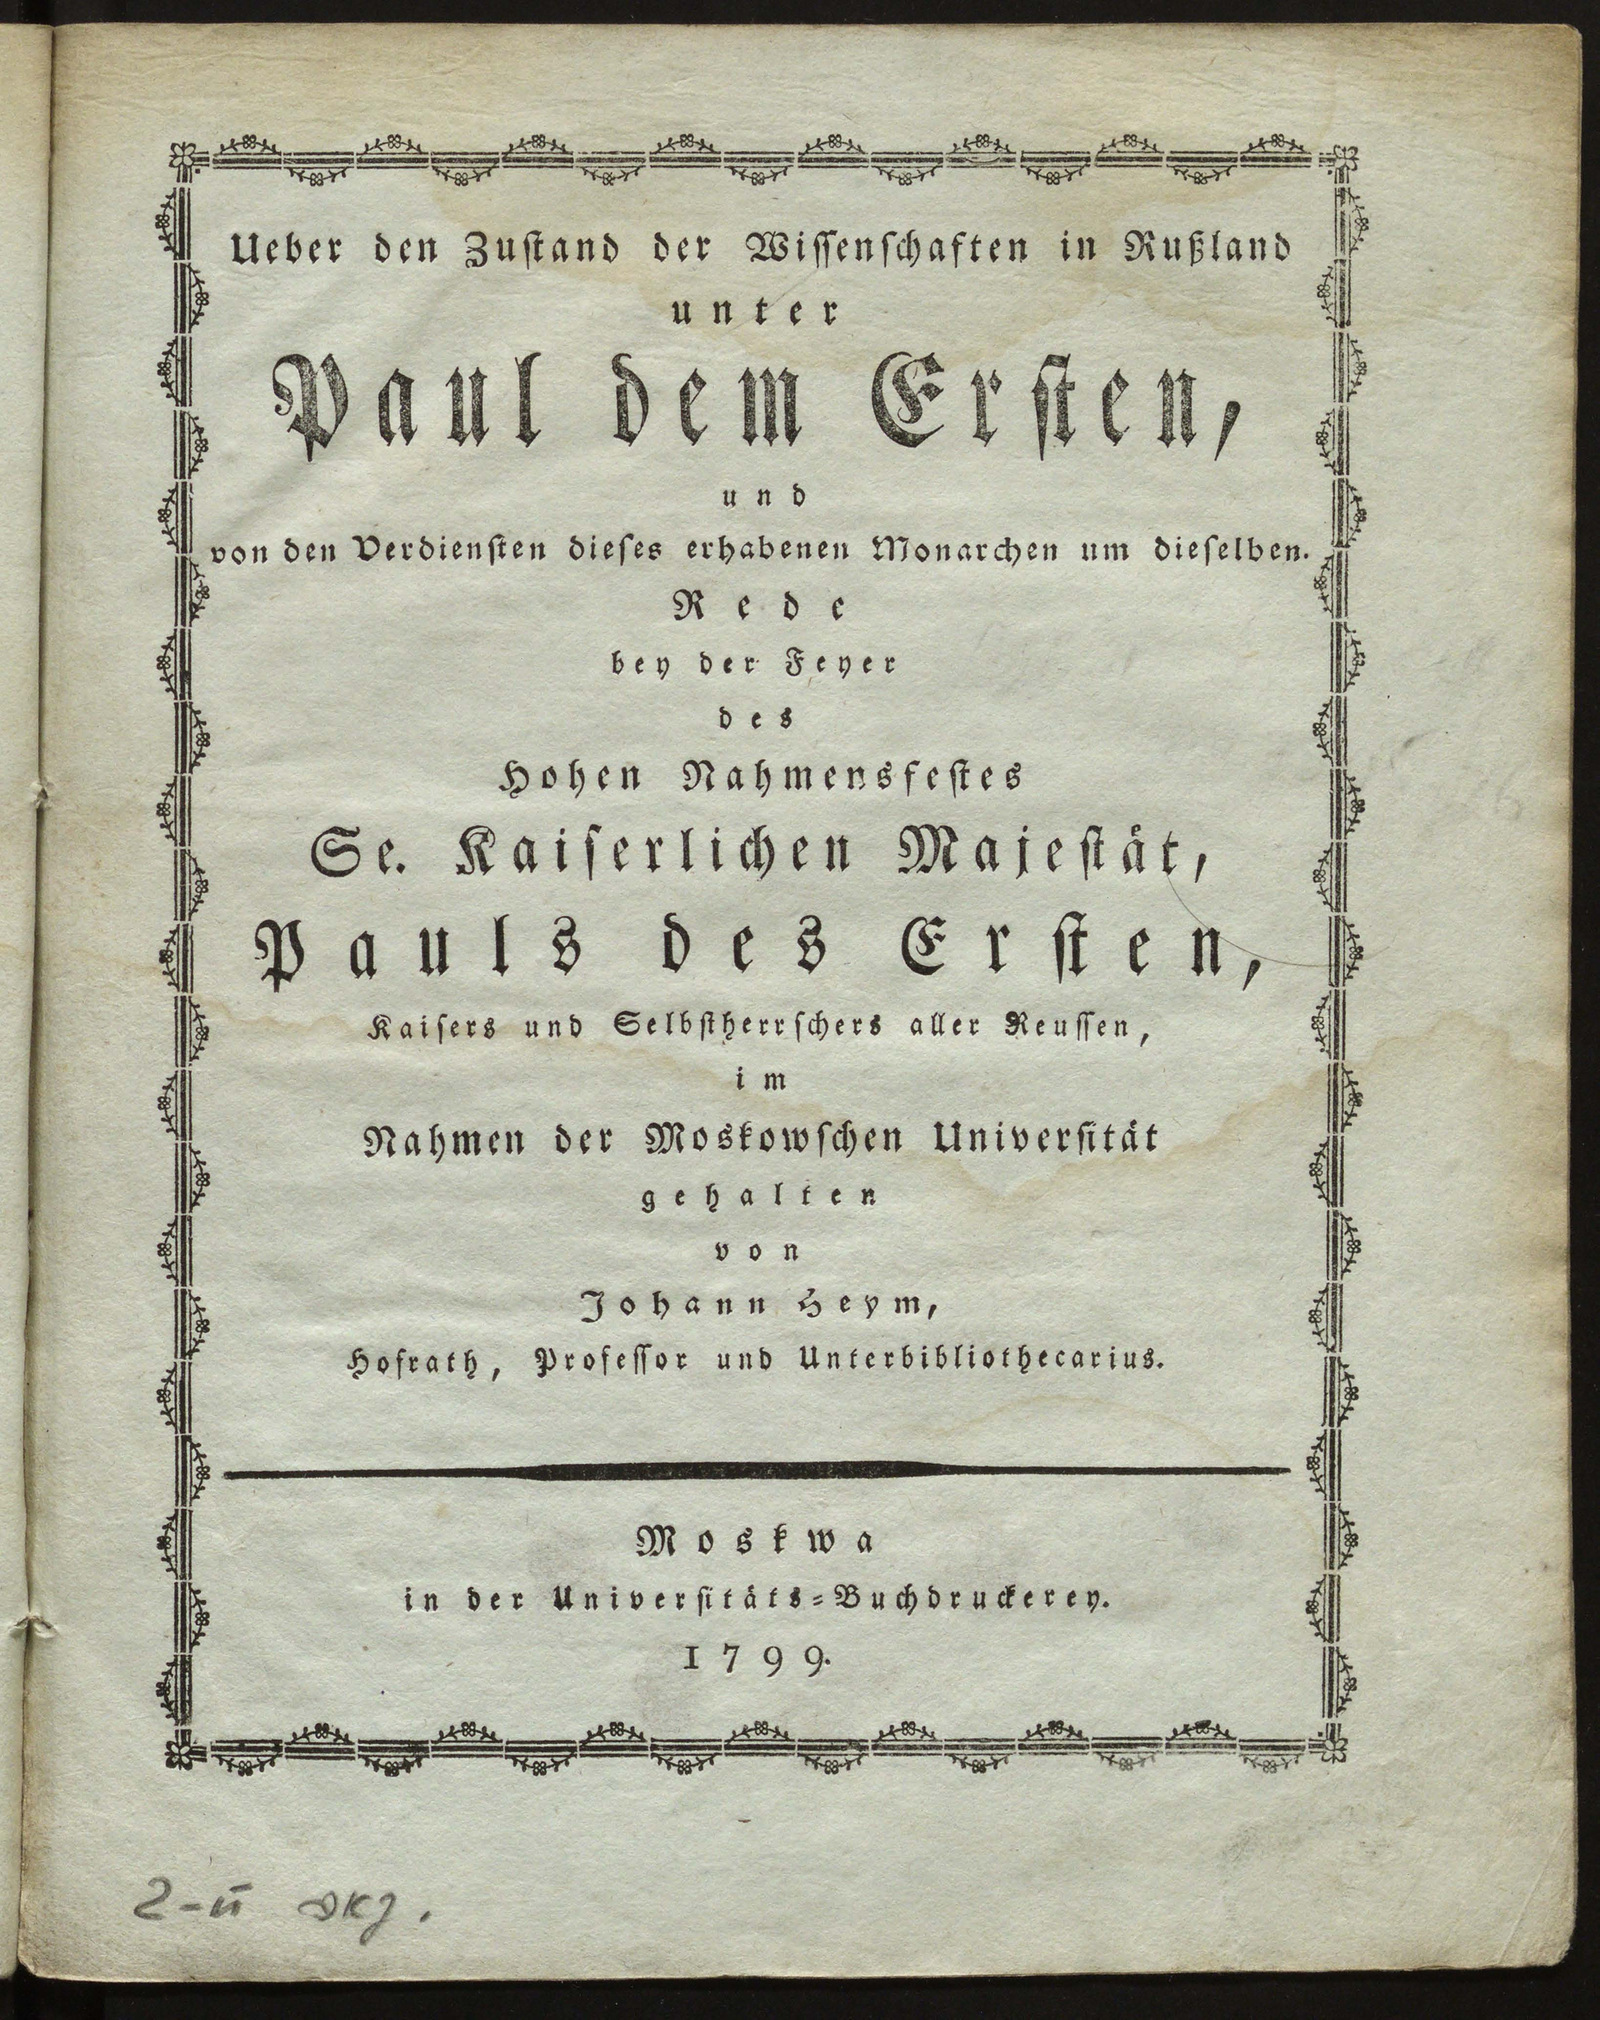 Ueber den Zuſtand der Wiſſenſchaften in Rußland
unter
Paul dem Erſten,
und
von den Verdienſten dieſes erhabenen Monarchen um dieſelben.
Rede
bey der Feyer
des
Hohen Nahmensfeſtes
Se. Kaiſerlichen Majeſtät,
Pauls des Erſten,
Kaiſers und Selbſtherrſchers aller Reuſſen,
im
Nahmen der Moskowſchen Univerſität
gehalten
von
Johann Heym,
Hofrath, Profeſſor und Unterbibliothecarius.
Moskwa
in der Univerſitäts=Buchdruckerey.
1799.
2-й экз.